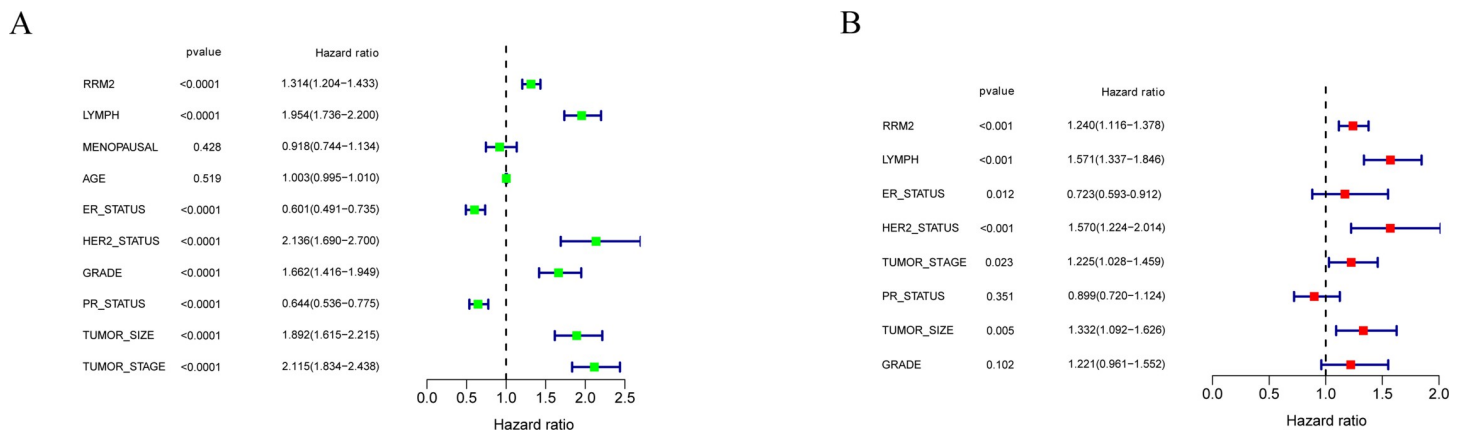 A
pvalue Hazard ratio
RRM2 <0.0001 1.314(1.204−1.433)
LYMPH <0.0001 1.954(1.736−2.200)
MENOPAUSAL 0.428 0.918(0.744−1.134)
AGE 0.519 1.003(0.995−1.010)
ER_STATUS <0.0001 0.601(0.491−0.735)
HER2_STATUS <0.0001 2.136(1.690−2.700)
GRADE <0.0001 1.662(1.416−1.949)
PR_STATUS <0.0001 0.644(0.536−0.775)
TUMOR_SIZE <0.0001 1.892(1.615−2.215)
TUMOR_STAGE <0.0001 2.115(1.834−2.438)
0.0 0.5 1.0 1.5 2.0 2.5
Hazard ratio
B
pvalue Hazard ratio
RRM2 <0.001 1.240(1.116−1.378)
LYMPH <0.001 1.571(1.337−1.846)
ER_STATUS 0.012 0.723(0.593-0.912)
HER2_STATUS <0.001 1.570(1.224−2.014)
TUMOR_STAGE 0.023 1.225(1.028−1.459)
PR_STATUS 0.351 0.899(0.720−1.124)
TUMOR_SIZE 0.005 1.332(1.092−1.626)
GRADE 0.102 1.221(0.961−1.552)
0.0 0.5 1.0 1.5 2.0
Hazard ratio